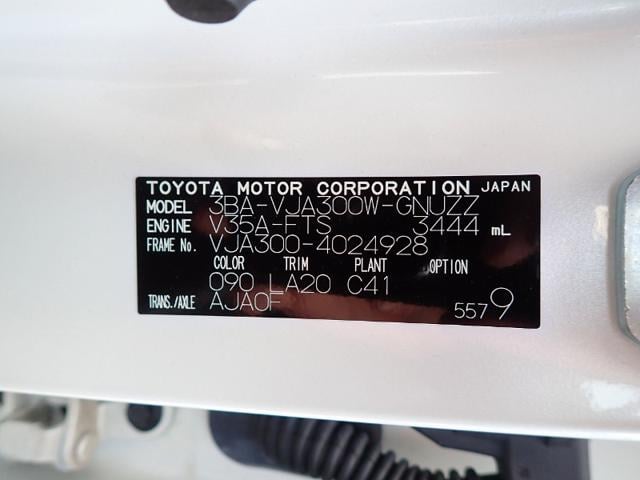 TOYOTA MOTOR CORPORATION JAPAN
MODEL 3BA-VJA300W-GNUZZ
ENGINE V35A-FTS 3444 mL
FRAME No. VJA300-4024928
COLOR TRIM PLANT OPTION
090 LA20 C41
TRANS./AXLE AJA0F
5579